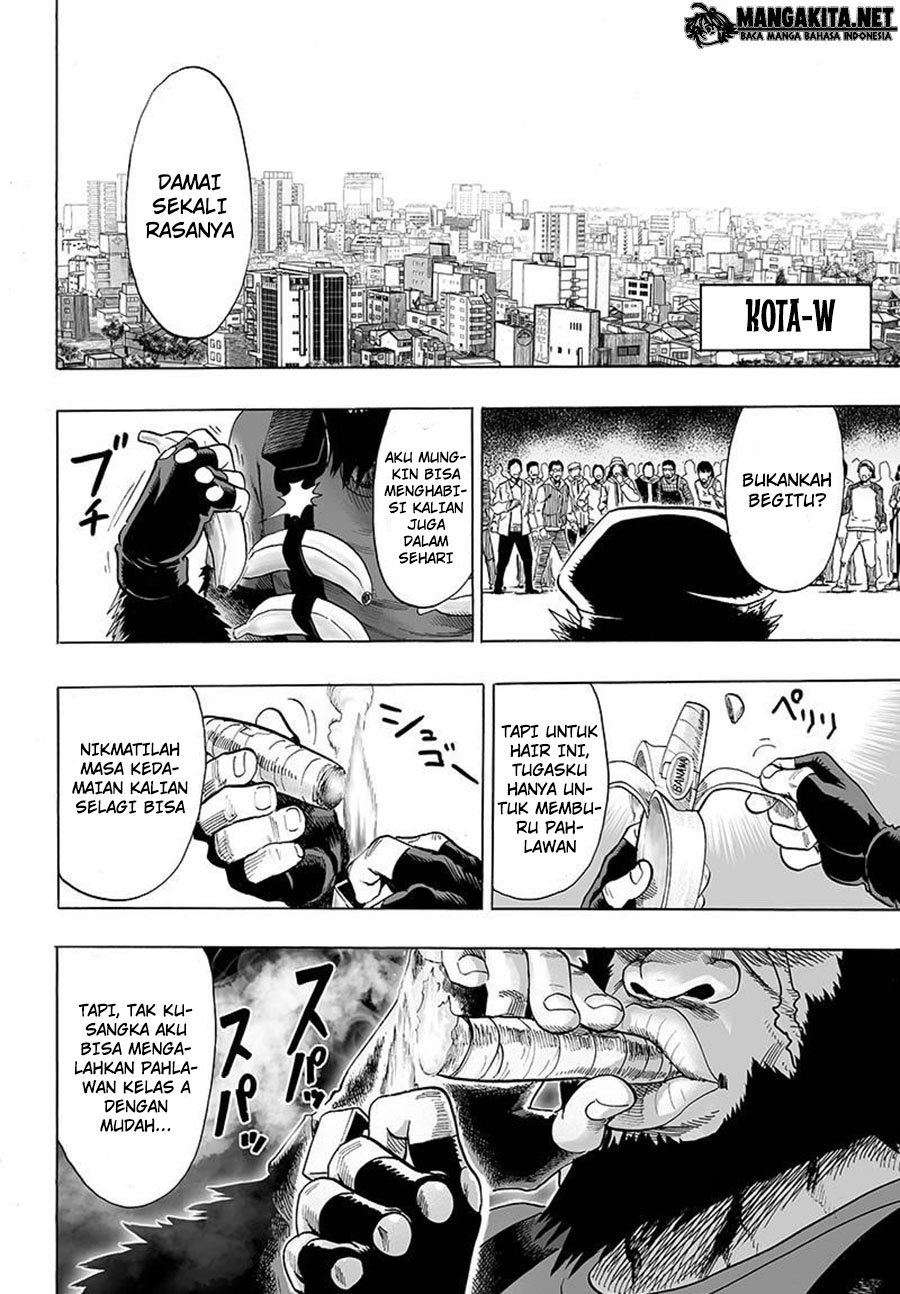 MANGAKITA.NET
BACA MANGA BAHASA INDONESIA
DAMAI
SEKALI
RASANYA
KOTA-W
BUKANKAH
BEGITU?
AKU MUNG-
KIN BISA
MENGHABI-
SI KALIAN
JUGA
DALAM
SEHARI
ブチ
TAPI UNTUK
HAIR INI,
TUGASKU
HANYA UN-
TUK MEMBU-
RU PAH-
LAWAN
BANANA
ペリリリ
NIKMATILAH
MASA KEDA-
MAIAN KALIAN
SELAGI BISA
シュゴー
TAPI, TAK KU-
SANGKA AKU
BISA MENGA-
LAHKAN PAHLA-
WAN KELAS A
DENGAN
MUDAH...
スパッ
スパッ